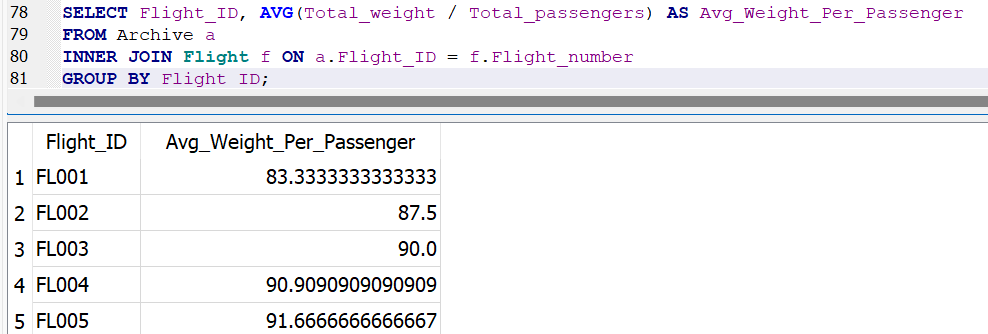 78 SELECT Flight_ID, AVG(Total_weight / Total_passengers) AS Avg_Weight_Per_Passenger
79 FROM Archive a
80 INNER JOIN Flight f ON a.Flight_ID = f.Flight_number
81 GROUP BY Flight_ID;
Flight_ID Avg_Weight_Per_Passenger
1 FL001 83.3333333333333
2 FL002 87.5
3 FL003 90.0
4 FL004 90.9090909090909
5 FL005 91.6666666666667